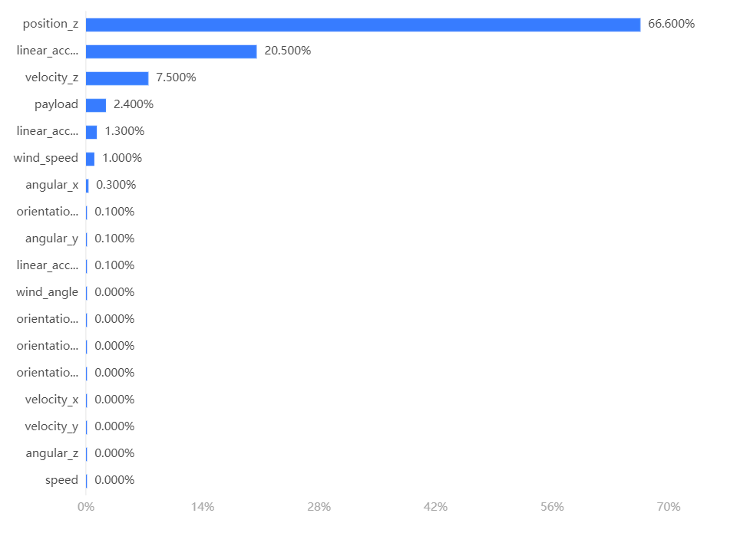 position_z 66.600%
linear_acc... 20.500%
velocity_z 7.500%
payload 2.400%
linear_acc... 1.300%
wind_speed 1.000%
angular_x 0.300%
orientatio... 0.100%
angular_y 0.100%
linear_acc... 0.100%
wind_angle 0.000%
orientatio... 0.000%
orientatio... 0.000%
orientatio... 0.000%
velocity_x 0.000%
velocity_y 0.000%
angular_z 0.000%
speed 0.000%
0% 14% 28% 42% 56% 70%